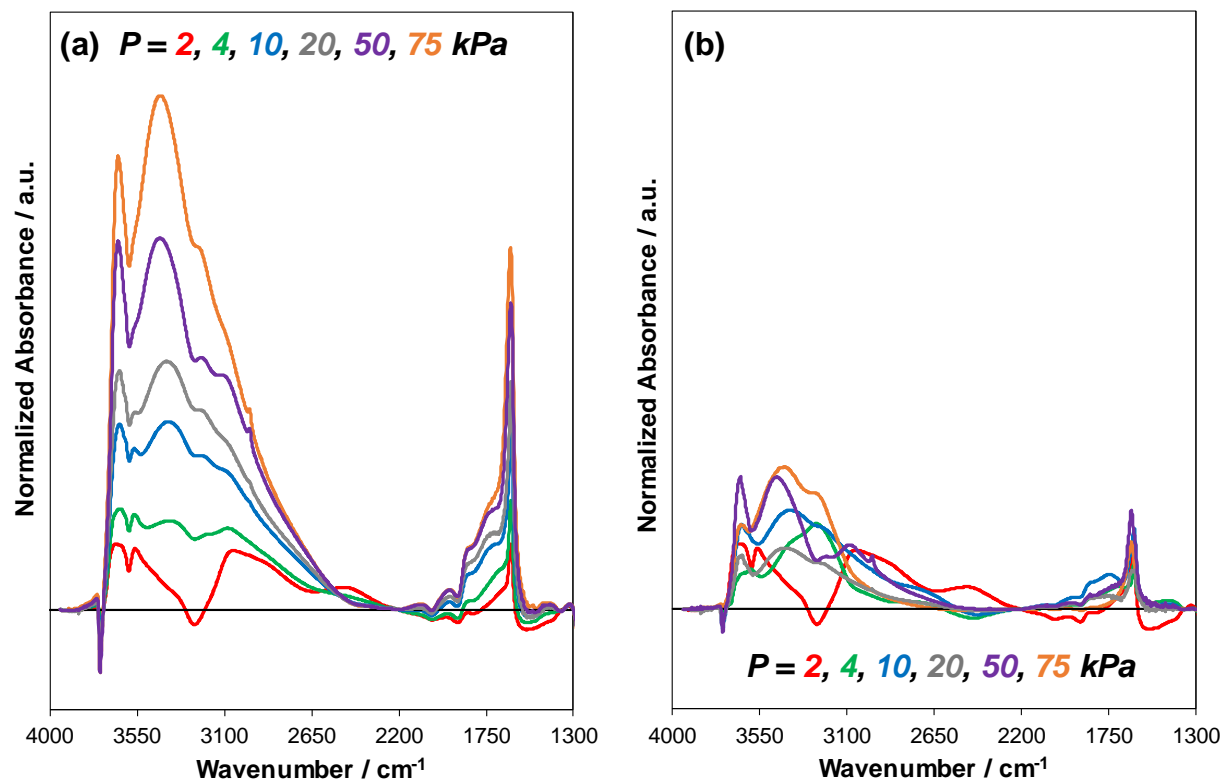 (a) P = 2, 4, 10, 20, 50, 75 kPa
Normalized Absorbance / a.u.
4000 3550 3100 2650 2200 1750 1300
Wavenumber / cm-1
(b)
Normalized Absorbance / a.u.
P = 2, 4, 10, 20, 50, 75 kPa
4000 3550 3100 2650 2200 1750 1300
Wavenumber / cm-1